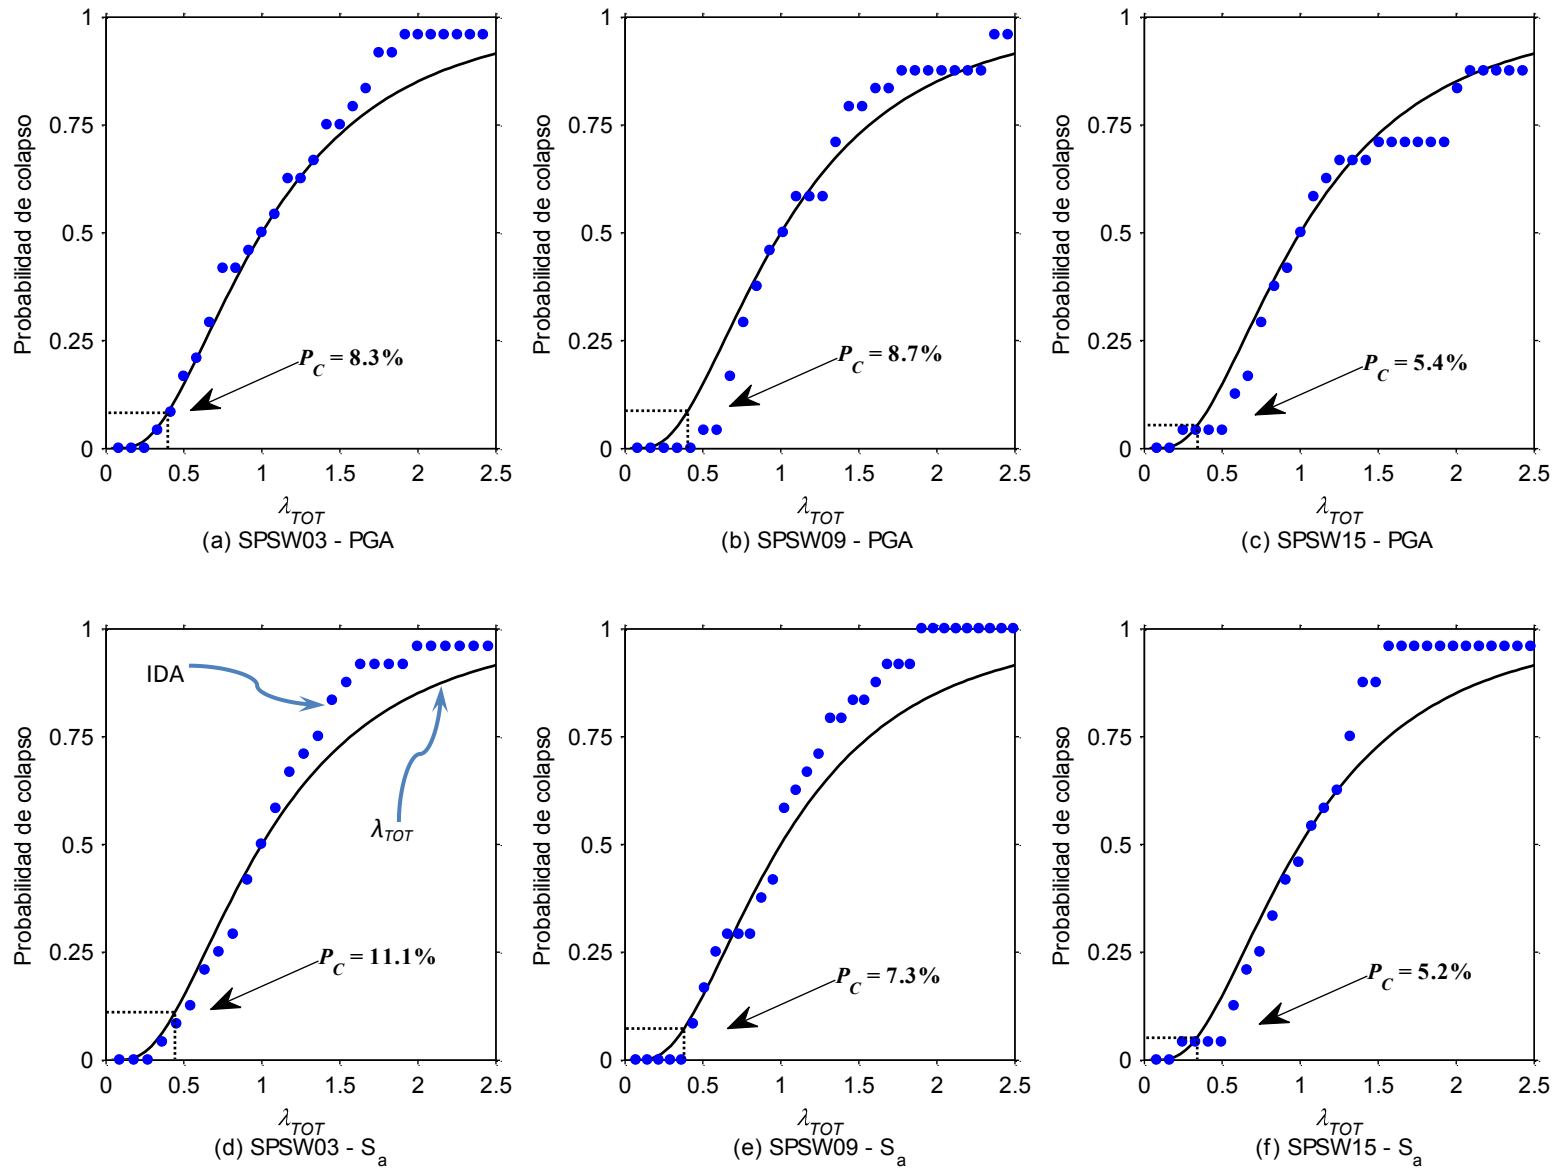 1
0.75
0.5
0.25
0
Probabilidad de colapso
P_C = 8.3%
0 0.5 1 1.5 2 2.5
λ_TOT
(a) SPSW03 - PGA
1
0.75
0.5
0.25
0
Probabilidad de colapso
P_C = 8.7%
0 0.5 1 1.5 2 2.5
λ_TOT
(b) SPSW09 - PGA
1
0.75
0.5
0.25
0
Probabilidad de colapso
P_C = 5.4%
0 0.5 1 1.5 2 2.5
λ_TOT
(c) SPSW15 - PGA
1
0.75
0.5
0.25
0
Probabilidad de colapso
IDA
λ_TOT
P_C = 11.1%
0 0.5 1 1.5 2 2.5
λ_TOT
(d) SPSW03 - S_a
1
0.75
0.5
0.25
0
Probabilidad de colapso
P_C = 7.3%
0 0.5 1 1.5 2 2.5
λ_TOT
(e) SPSW09 - S_a
1
0.75
0.5
0.25
0
Probabilidad de colapso
P_C = 5.2%
0 0.5 1 1.5 2 2.5
λ_TOT
(f) SPSW15 - S_a